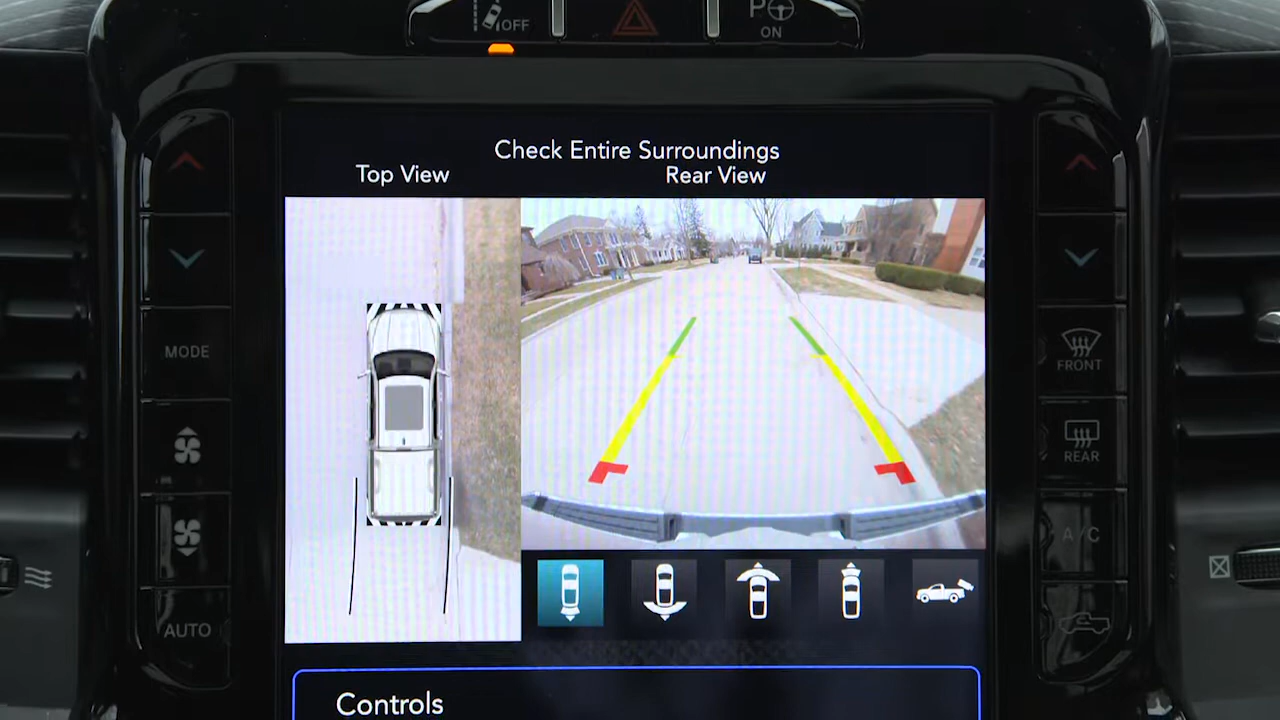 OFF
P
ON
Check Entire Surroundings
Top View
Rear View
MODE
FRONT
REAR
A/C
AUTO
Controls